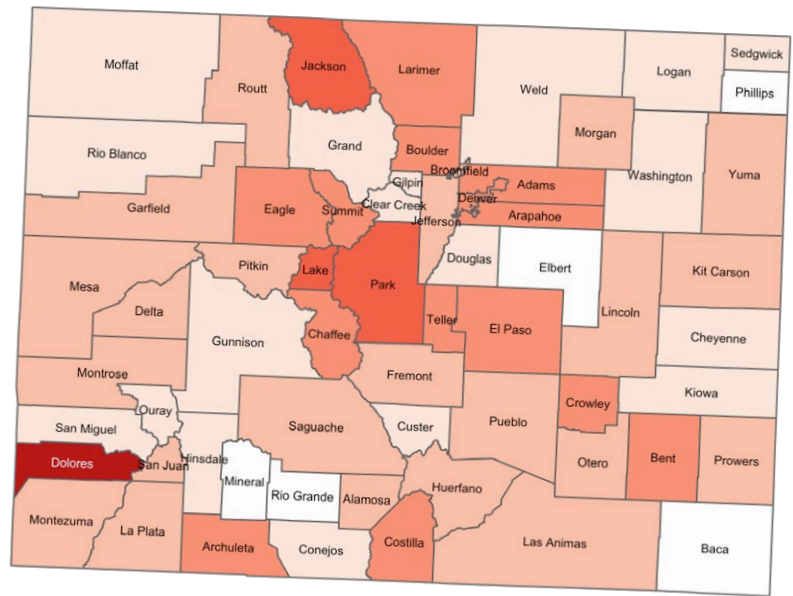 Moffat
Routt
Jackson
Larimer
Weld
Logan
Sedgwick
Phillips
Rio Blanco
Grand
Boulder
Morgan
Washington
Yuma
Garfield
Eagle
Summit
Gilpin
Clear Creek
Jefferson
Broomfield
Denver
Adams
Arapahoe
Mesa
Pitkin
Lake
Park
Douglas
Elbert
Lincoln
Kit Carson
Delta
Gunnison
Chaffee
Teller
El Paso
Cheyenne
Montrose
Fremont
Kiowa
Ouray
Saguache
Custer
Pueblo
Crowley
San Miguel
Dolores
San Juan
Hinsdale
Mineral
Rio Grande
Alamosa
Huerfano
Otero
Bent
Prowers
Montezuma
La Plata
Archuleta
Conejos
Costilla
Las Animas
Baca